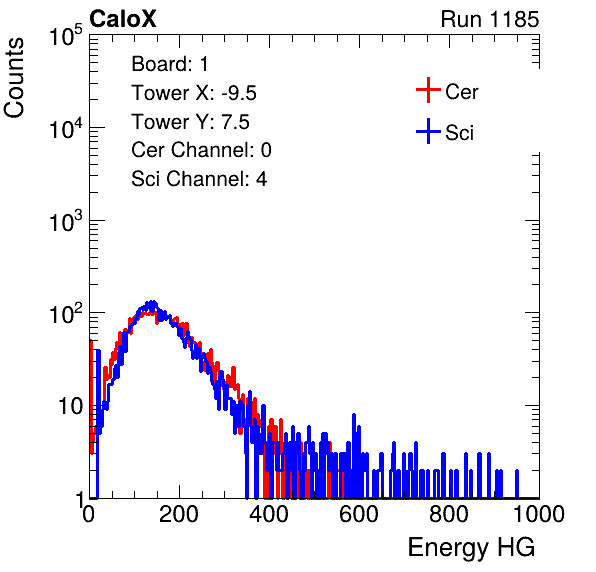 CaloX Run 1185
10^5
Counts
Board: 1
Tower X: -9.5
Tower Y: 7.5
Cer Channel: 0
Sci Channel: 4
Cer
Sci
10^4
10^3
10^2
10
1
0 200 400 600 800 1000
Energy HG